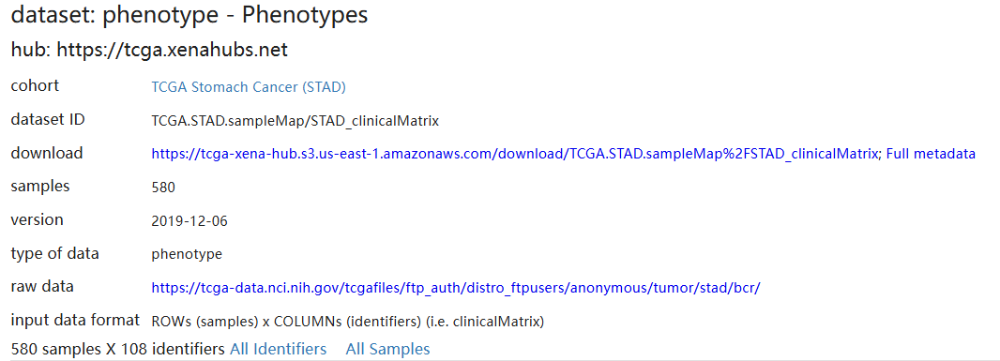 dataset: phenotype - Phenotypes
hub: https://tcga.xenahubs.net
cohort TCGA Stomach Cancer (STAD)
dataset ID TCGA.STAD.sampleMap/STAD_clinicalMatrix
download https://tcga-xena-hub.s3.us-east-1.amazonaws.com/download/TCGA.STAD.sampleMap%2FSTAD_clinicalMatrix; Full metadata
samples 580
version 2019-12-06
type of data phenotype
raw data https://tcga-data.nci.nih.gov/tcgafiles/ftp_auth/distro_ftpusers/anonymous/tumor/stad/bcr/
input data format ROWs (samples) x COLUMNs (identifiers) (i.e. clinicalMatrix)
580 samples X 108 identifiers All Identifiers All Samples